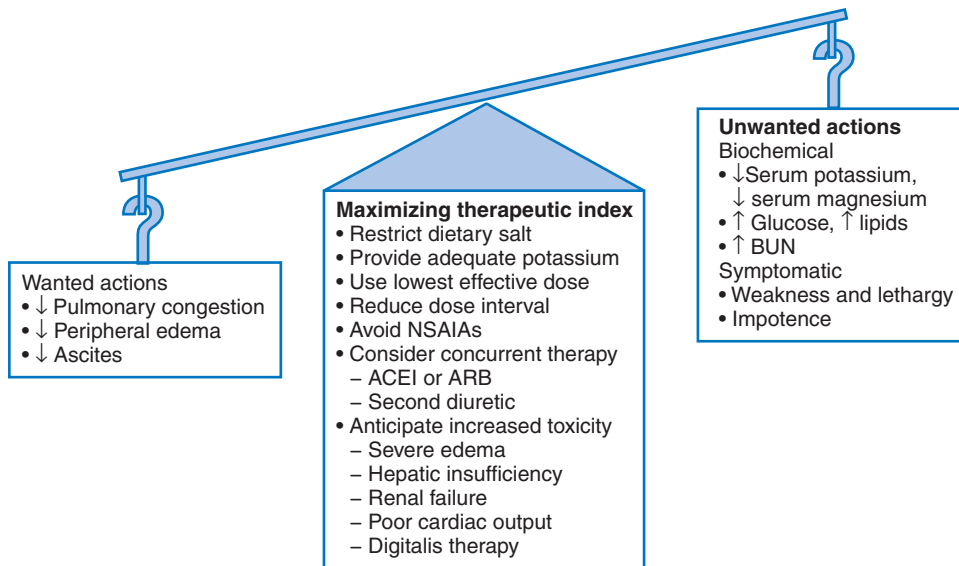 Wanted actions
• ↓ Pulmonary congestion
• ↓ Peripheral edema
• ↓ Ascites
Maximizing therapeutic index
• Restrict dietary salt
• Provide adequate potassium
• Use lowest effective dose
• Reduce dose interval
• Avoid NSAIAs
• Consider concurrent therapy
– ACEI or ARB
– Second diuretic
• Anticipate increased toxicity
– Severe edema
– Hepatic insufficiency
– Renal failure
– Poor cardiac output
– Digitalis therapy
Unwanted actions
Biochemical
• ↓Serum potassium,
↓ serum magnesium
• ↑ Glucose, ↑ lipids
• ↑ BUN
Symptomatic
• Weakness and lethargy
• Impotence